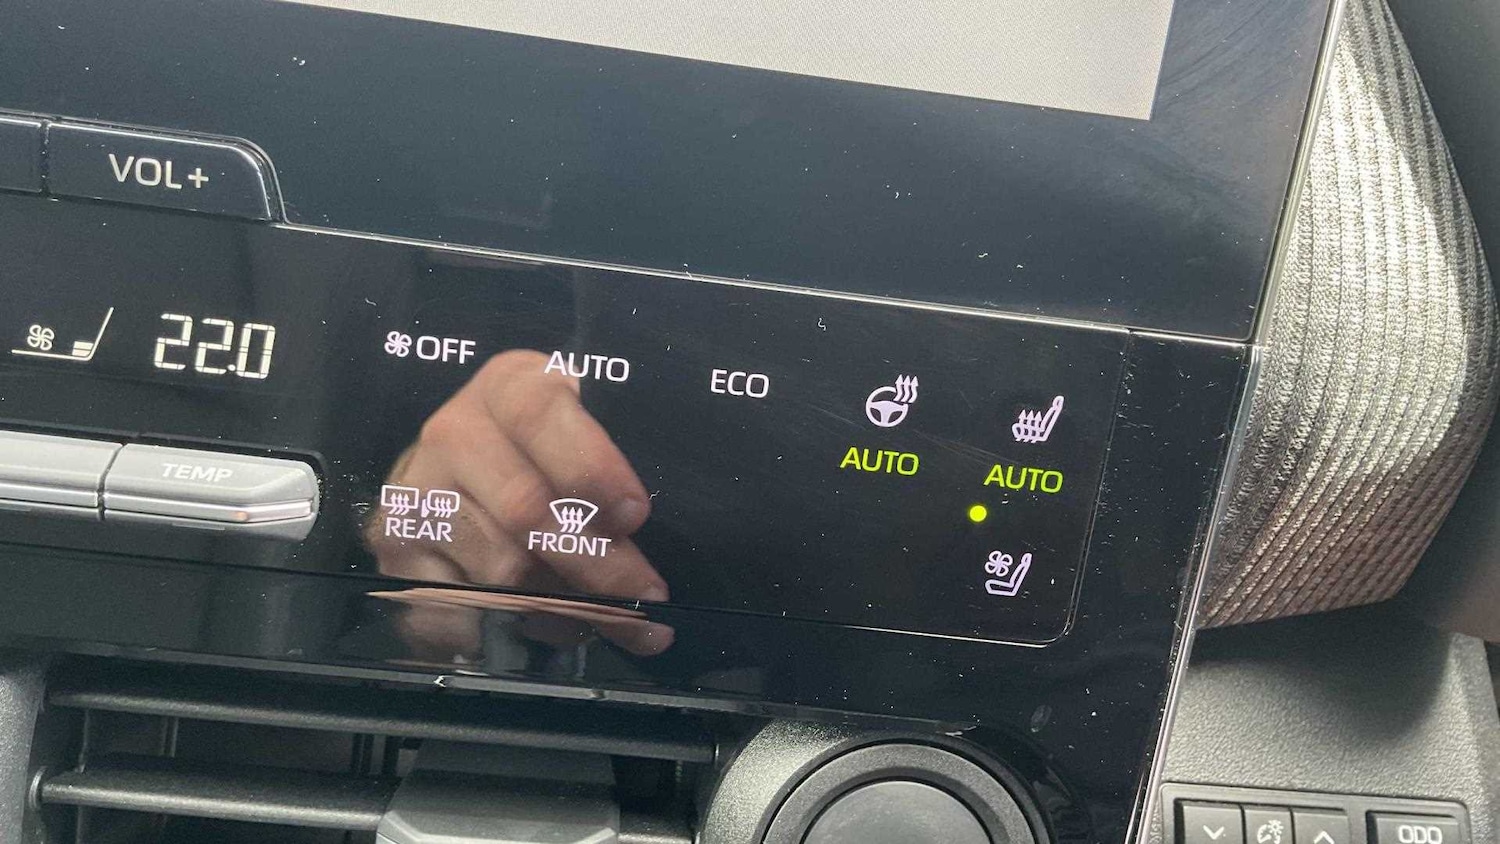 VOL+
22.0
OFF
AUTO
ECO
AUTO
AUTO
TEMP
REAR
FRONT
ODO